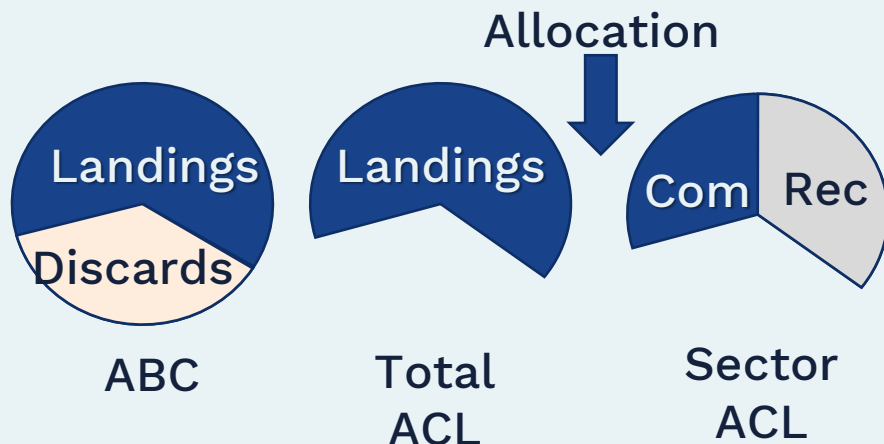 Allocation
Landings
Discards
ABC
Landings
Total
ACL
Com
Rec
Sector
ACL